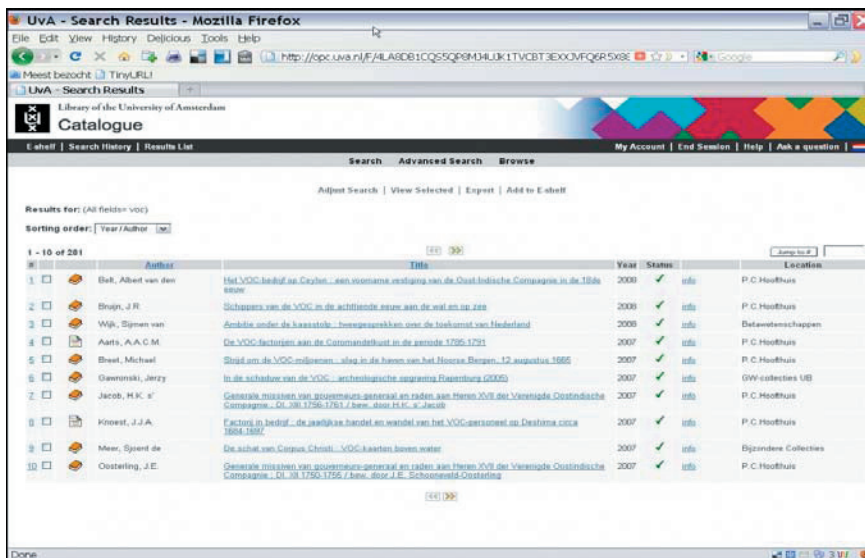 UvA - Search Results - Mozilla Firefox
File Edit View History Delicious Tools Help
http://opc.uva.nl/F/ Google
Meest bezocht TinyURL!
UvA - Search Results
Library of the University of Amsterdam
Catalogue
E-shelf | Search History | Results List My Account | End Session | Help | Ask a question |
Search Advanced Search Browse
Adjust Search | View Selected | Export | Add to E-shelf
Results for: (All fields= voc)
Sorting order: Year/Author
1 - 10 of 281 Jump to #
# Author Title Year Status Location
1 Bell, Albert van den Het VOC-bedrijf op Ceylon : een voorname vestiging van de Oost-Indische Compagnie in de 18de eeuw 2008 info P.C.Hoofthuis
2 Bruijn, J.R. Schippers van de VOC in de achttiende eeuw aan de wal en op zee 2008 info P.C.Hoofthuis
3 Wijk, Sijmen van Ambitie onder de kaasstolp : tweegesprekken over de toekomst van Nederland 2008 info Betawetenschappen
4 Aarts, A.A.C.M. De VOC-factorijen aan de Coromandelkust in de periode 1785-1791 2007 info P.C.Hoofthuis
5 Breet, Michael Strijd om de VOC-miljoenen : slag in de haven van het Noorse Bergen, 12 augustus 1665 2007 info P.C.Hoofthuis
6 Gawronski, Jerzy In de schaduw van de VOC : archeologische opgraving Rapenburg (2005) 2007 info GW-collecties UB
7 Jacob, H.K. s' Generale missiven van gouverneurs-generaal en raden aan Heren XVII der Verenigde Oostindische Compagnie : Dl. XIII 1756-1761 / bew. door H.K. s' Jacob 2007 info P.C.Hoofthuis
8 Knoest, J.J.A. Factorij in bedrijf : de jaarlijkse handel en wandel van het VOC-personeel op Deshima circa 1684-1697 2007 info P.C.Hoofthuis
9 Meer, Sjoerd de De schat van Corpus Christi : VOC-kaarten boven water 2007 info Bijzondere Collecties
10 Oosterling, J.E. Generale missiven van gouverneurs-generaal en raden aan Heren XVII der Verenigde Oostindische Compagnie : Dl. XII 1750-1755 / bew. door J.E. Schooneveld-Oosterling 2007 info P.C.Hoofthuis
Done